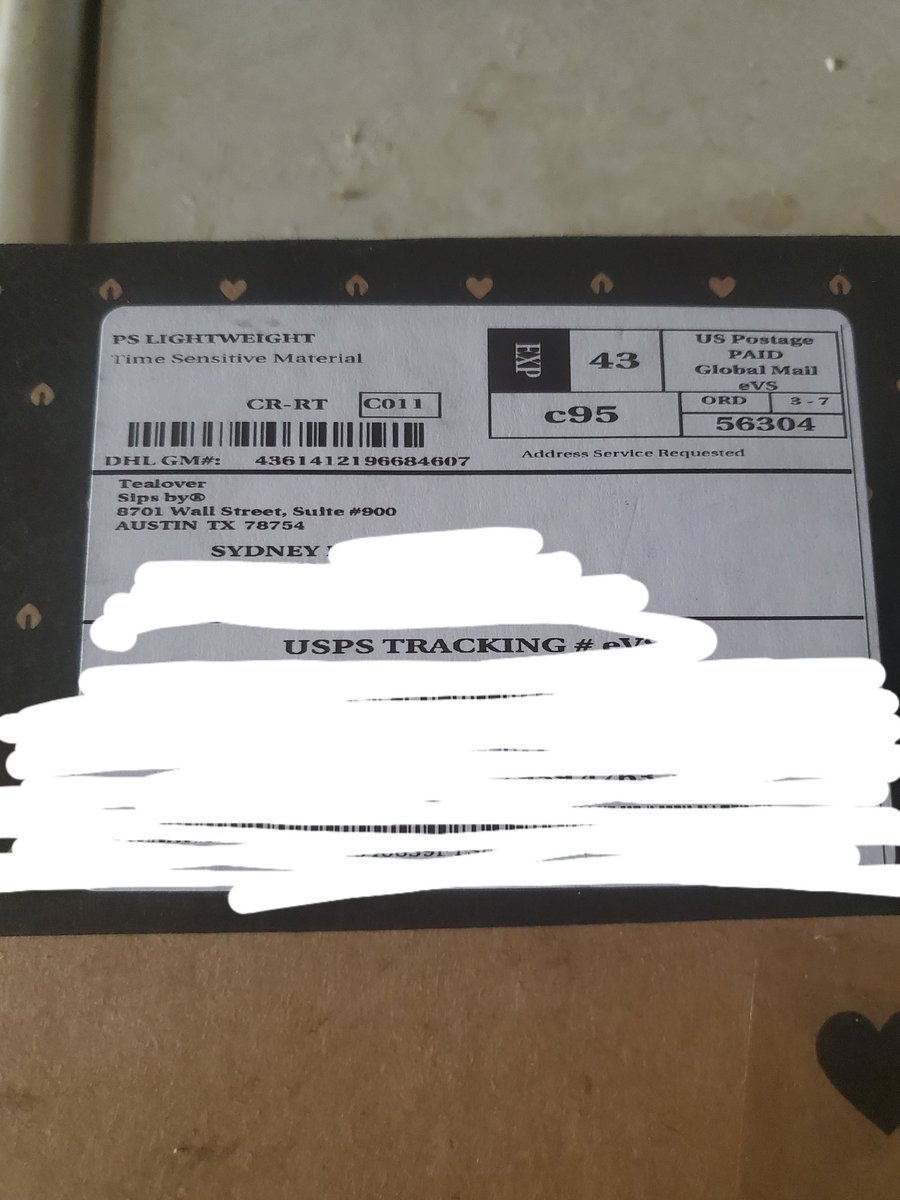 PS LIGHTWEIGHT
Time Sensitive Material
EXP
43
US Postage
PAID
Global Mail
eVS
CR-RT C011
c95
ORD 3-7
56304
DHL GM#: 4361412196684607
Address Service Requested
Tealover
Sips by®
8701 Wall Street, Suite #900
AUSTIN TX 78754
SYDNEY
USPS TRACKING # eVS